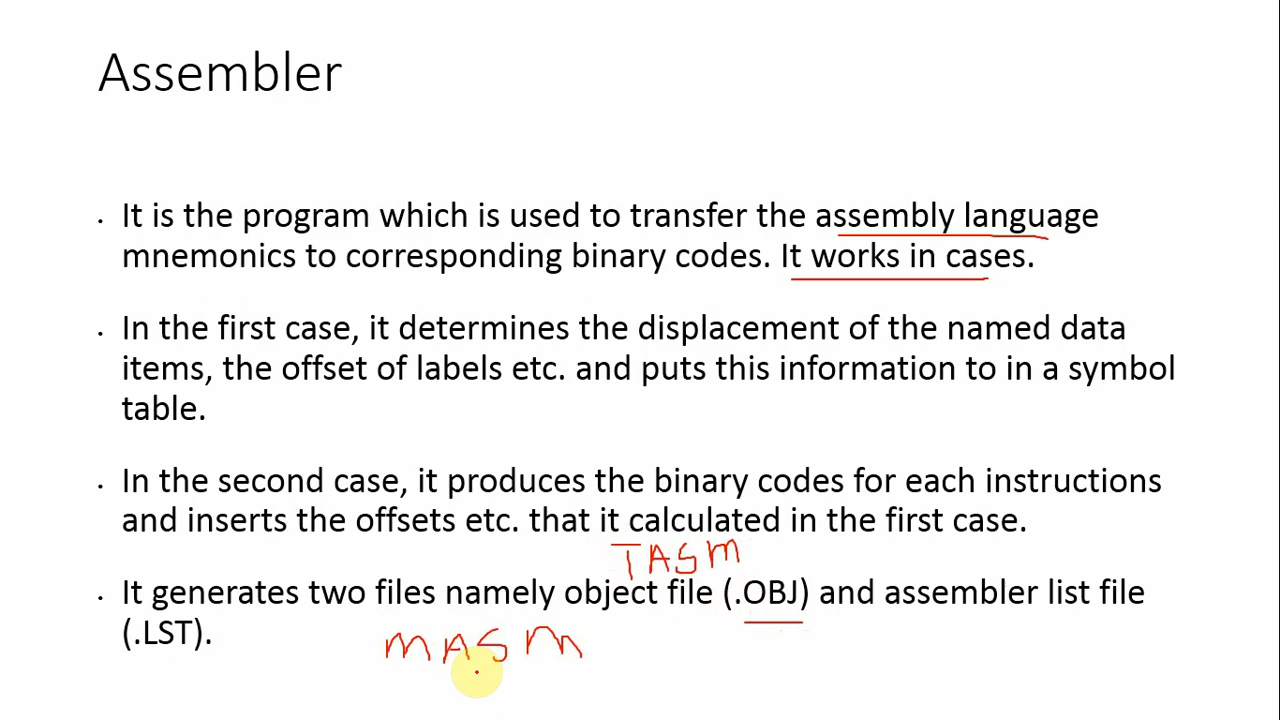 Assembler
· It is the program which is used to transfer the assembly language
mnemonics to corresponding binary codes. It works in cases.
· In the first case, it determines the displacement of the named data
items, the offset of labels etc. and puts this information to in a symbol
table.
· In the second case, it produces the binary codes for each instructions
and inserts the offsets etc. that it calculated in the first case.
TASM
· It generates two files namely object file (.OBJ) and assembler list file
(.LST).
MASM